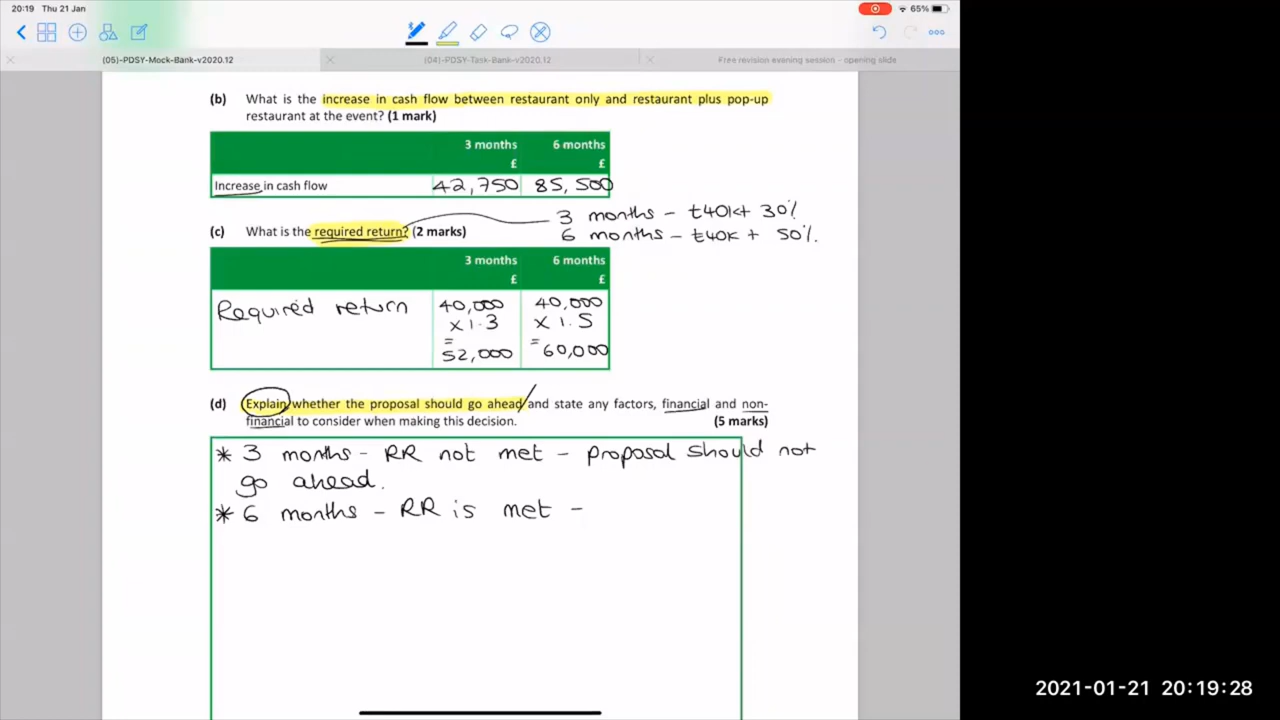 20:19 Thu 21 Jan
65%
(05)-PDSY-Mock-Bank-v2020.12
(04)-PDSY-Task-Bank-v2020.12
Free revision evening session - opening slide
(b) What is the increase in cash flow between restaurant only and restaurant plus pop-up
restaurant at the event? (1 mark)
3 months 6 months
£ £
Increase in cash flow 42,750 85,500
3 months - £40k+ 30%
(c) What is the required return? (2 marks)
6 months - £40K + 50%.
3 months 6 months
£ £
Required return 40,000 40,000
x 1.3 x 1.5
= =
52,000 60,000
(d) Explain whether the proposal should go ahead and state any factors, financial and non-
financial to consider when making this decision. (5 marks)
* 3 months - RR not met - proposal should not
go ahead.
* 6 months - RR is met -
2021-01-21 20:19:28